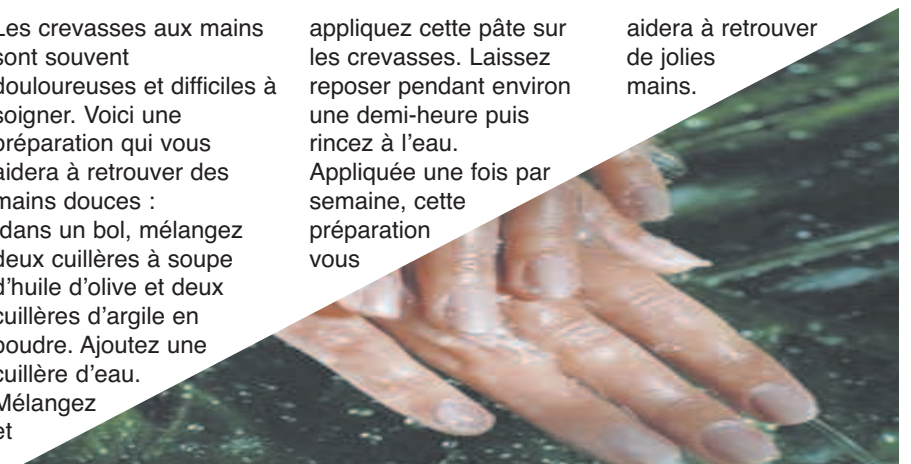 Les crevasses aux mains
sont souvent
douloureuses et difficiles à
soigner. Voici une
préparation qui vous
aidera à retrouver des
mains douces :
dans un bol, mélangez
deux cuillères à soupe
d'huile d'olive et deux
cuillères d'argile en
poudre. Ajoutez une
cuillère d'eau.
Mélangez
et
appliquez cette pâte sur
les crevasses. Laissez
reposer pendant environ
une demi-heure puis
rincez à l'eau.
Appliquée une fois par
semaine, cette
préparation
vous
aidera à retrouver
de jolies
mains.